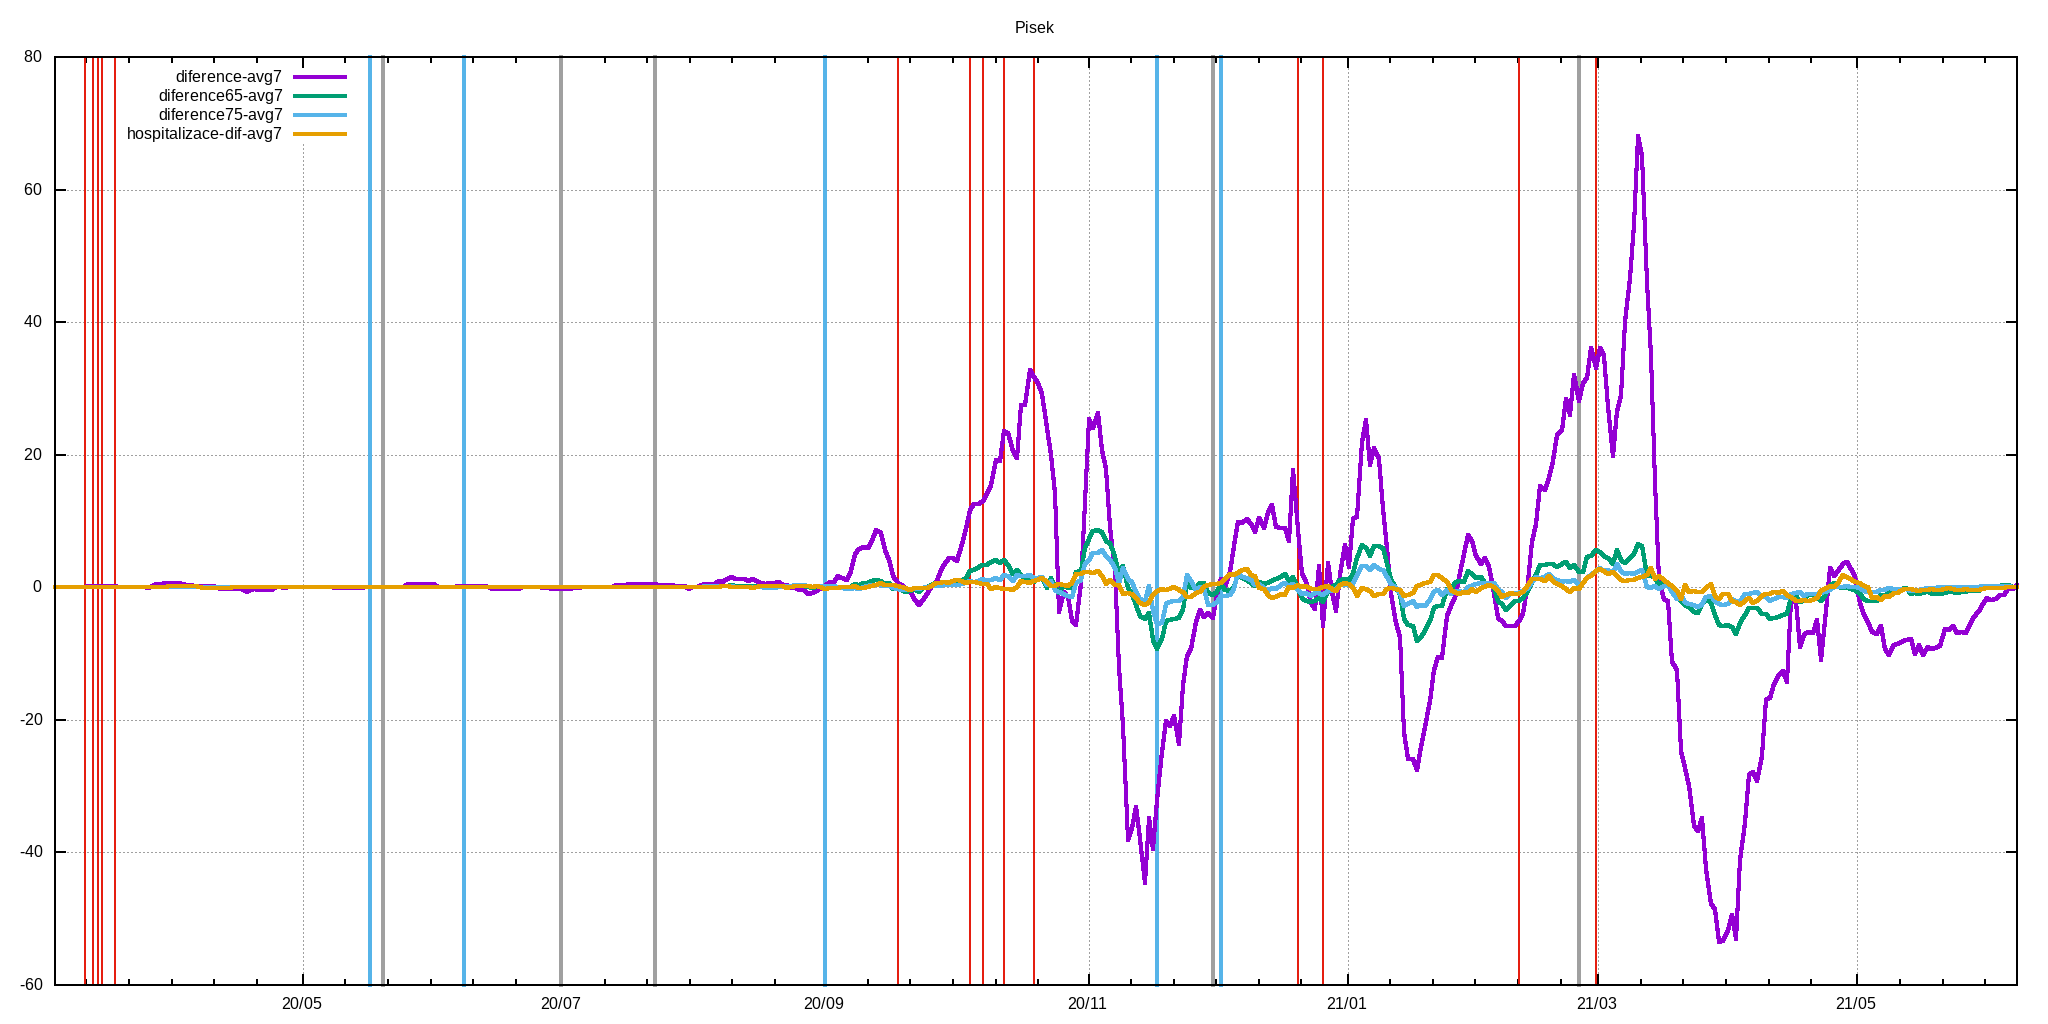 Pisek
diference-avg7
diference65-avg7
diference75-avg7
hospitalizace-dif-avg7
80
60
40
20
0
-20
-40
-60
20/05 20/07 20/09 20/11 21/01 21/03 21/05